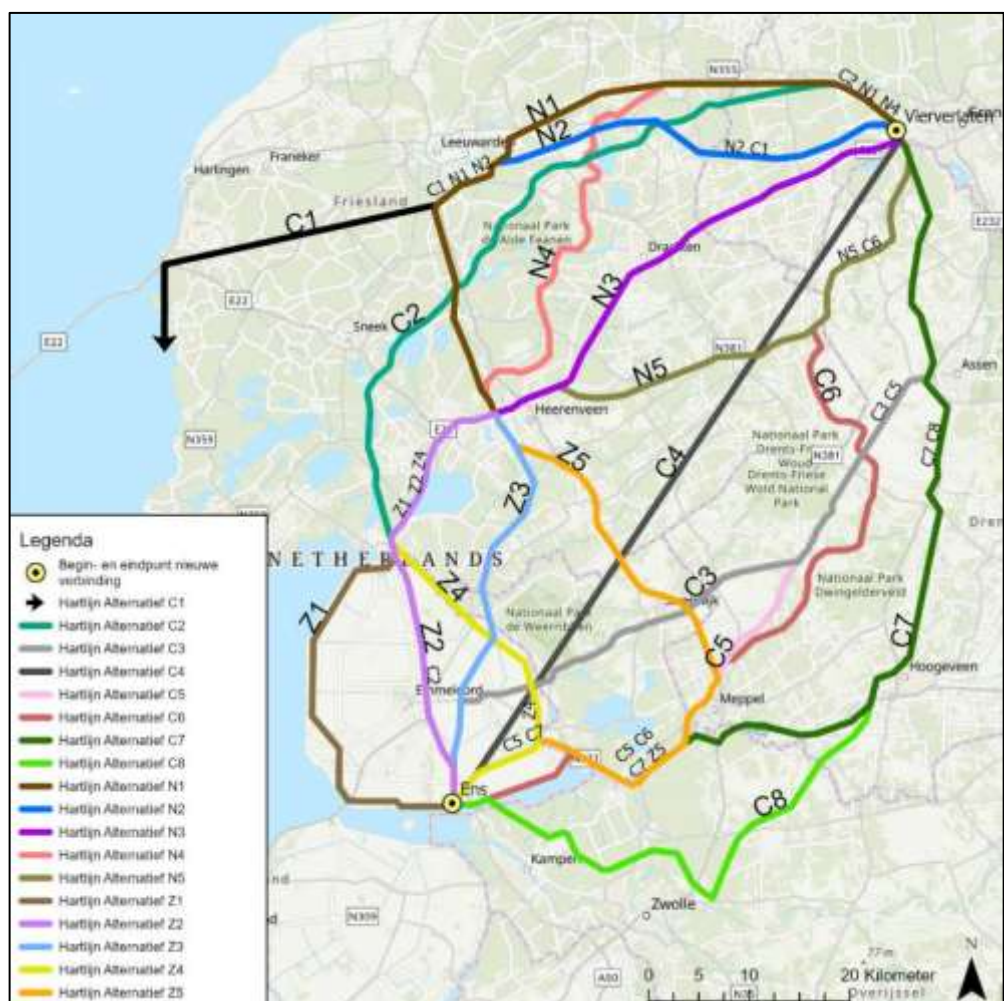 N355
C2 N1 N4
Vierverlaten
N1
Leeuwarden
N2
N2 C1
Franeker
Harlingen
C1 N1 N2
Friesland
C1
E232
Nationaal Park
de Alde Feanen
Drachten
N5 C6
N4
N3
E22
C2
Sneek
E22
N381
N5
C6
Assen
C3 C5
Heerenveen
N359
Z5
C4
Nationaal Park
Drents-Friese
Wold
Drents-Friese
Wold National
Park
N381
C7 C8
Z1 Z2 Z4
Z3
NETHERLANDS
Z4
C3
Nationaal Park
Dwingelderveld
Z1
Nationaal Park
de Weerribben
Z2
C2
C5
C7
Hoogeveen
Emmeloord
Meppel
Z4
C5 C7
C5 C6
C7 Z5
Ens
C8
Kampen
Zwolle
N309
Legenda
Begin- en eindpunt nieuwe
verbinding
Hartlijn Alternatief C1
Hartlijn Alternatief C2
Hartlijn Alternatief C3
Hartlijn Alternatief C4
Hartlijn Alternatief C5
Hartlijn Alternatief C6
Hartlijn Alternatief C7
Hartlijn Alternatief C8
Hartlijn Alternatief N1
Hartlijn Alternatief N2
Hartlijn Alternatief N3
Hartlijn Alternatief N4
Hartlijn Alternatief N5
Hartlijn Alternatief Z1
Hartlijn Alternatief Z2
Hartlijn Alternatief Z3
Hartlijn Alternatief Z4
Hartlijn Alternatief Z5
77 m
N
0 5 10 20 Kilometer
Overijssel
N35